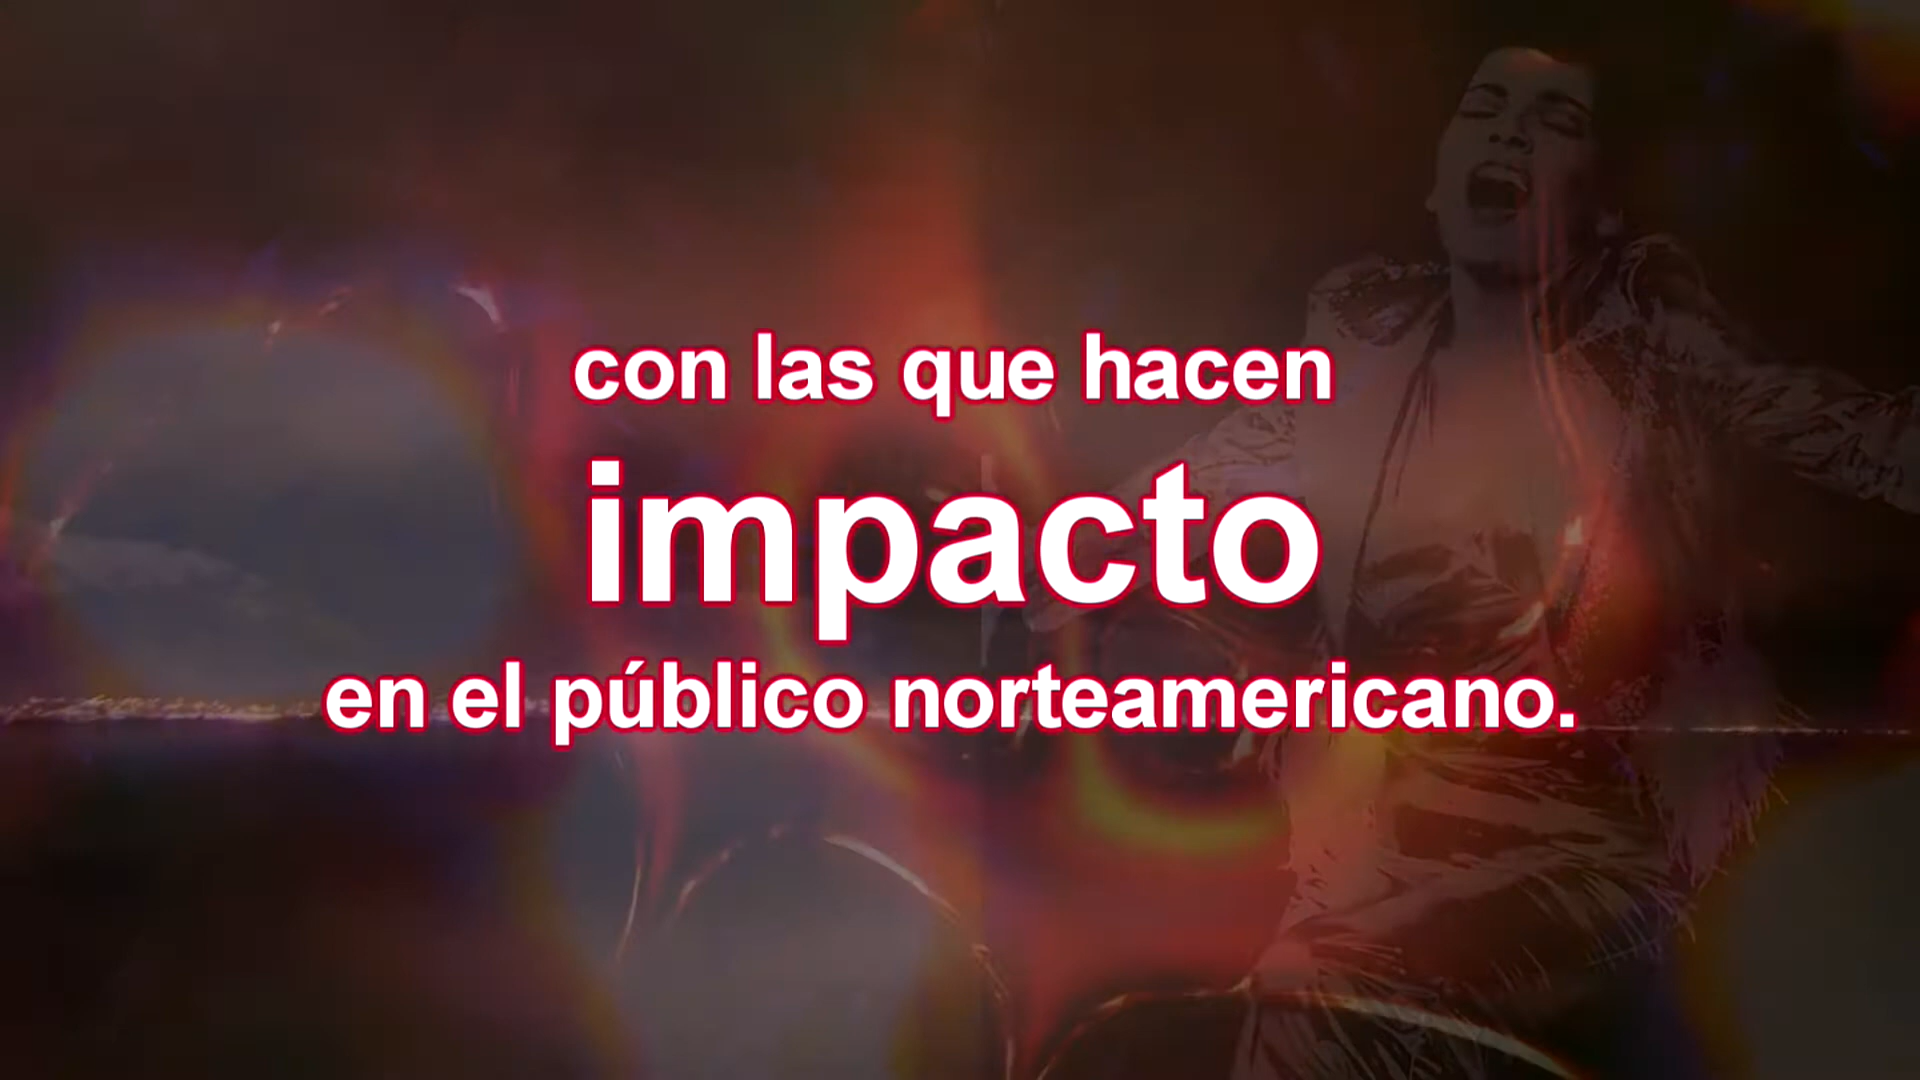 con las que hacen
impacto
en el público norteamericano.